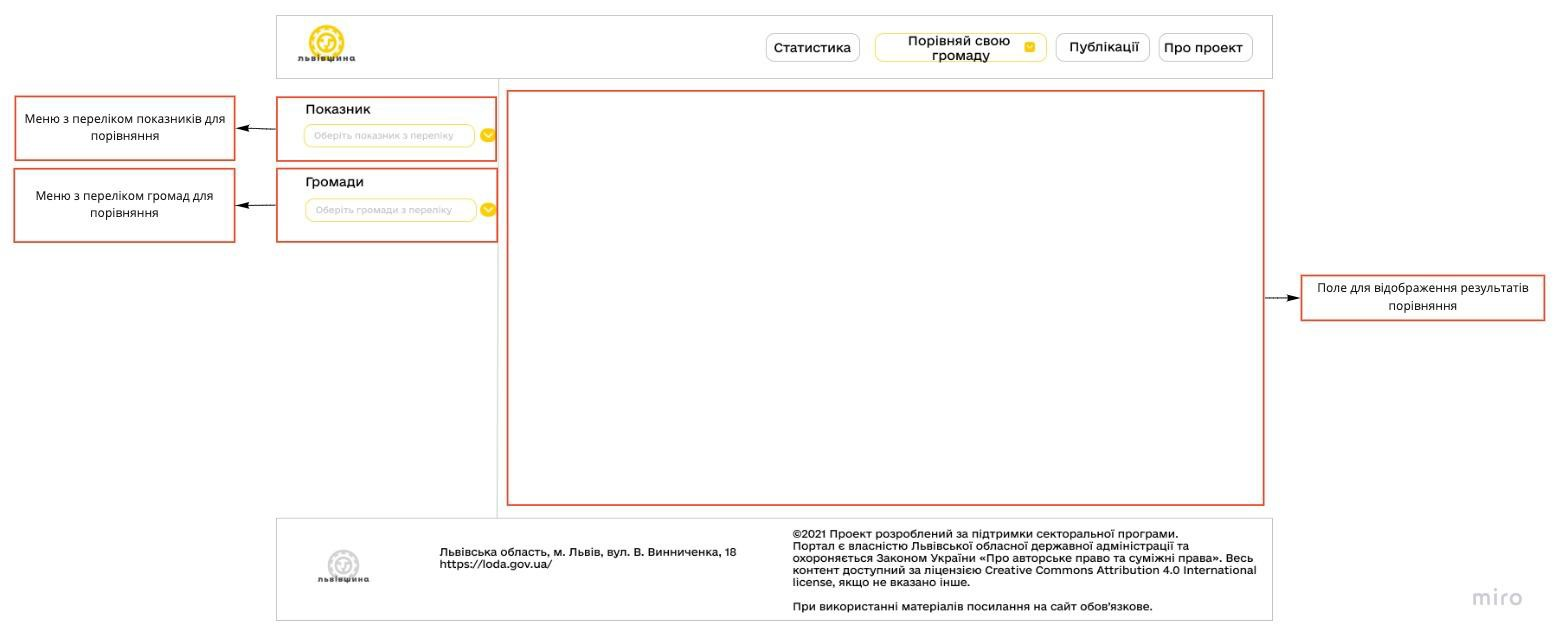 львівщина
Статистика
Порівняй свою
громаду
Публікації
Про проект
Меню з переліком показників для
порівняння
Показник
Оберіть показник з переліку
Меню з переліком громад для
порівняння
Громади
Оберіть громади з переліку
Поле для відображення результатів
порівняння
львівщина
Львівська область, м. Львів, вул. В. Винниченка, 18
https://loda.gov.ua/
©2021 Проект розроблений за підтримки секторальної програми.
Портал є власністю Львівської обласної державної адміністрації та
охороняється Законом України «Про авторське право та суміжні права». Весь
контент доступний за ліцензією Creative Commons Attribution 4.0 International
license, якщо не вказано інше.
При використанні матеріалів посилання на сайт обов'язкове.
miro